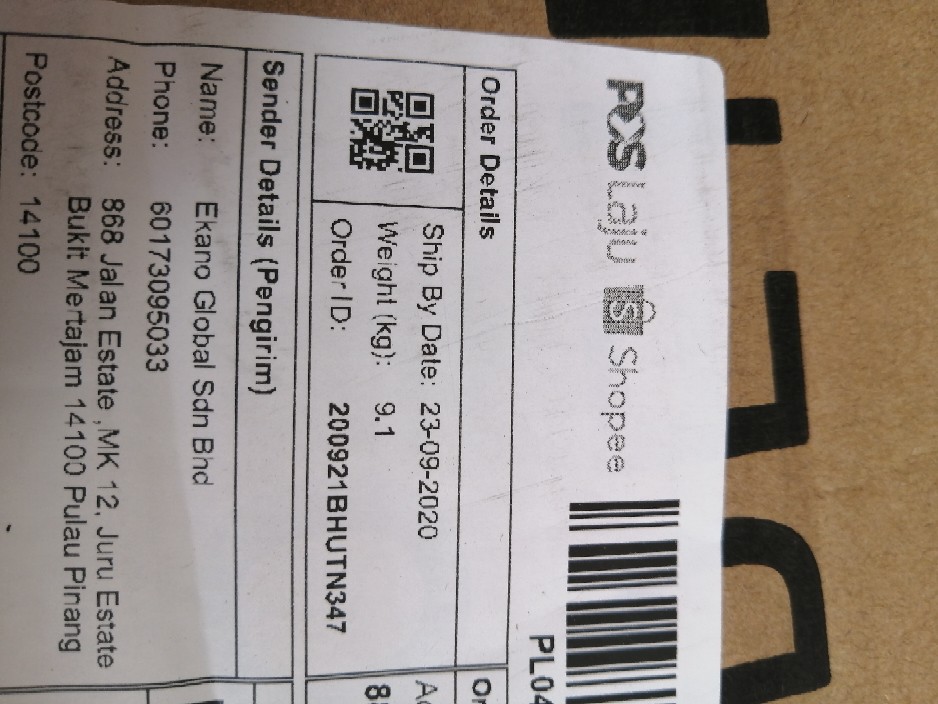 POS Laju Shopee
PL04
Order Details
Ship By Date: 23-09-2020
Weight (kg): 9.1
Order ID: 200921BHUTN347
Sender Details (Pengirim)
Name: Ekano Global Sdn Bhd
Phone: 60173095033
Address: 868 Jalan Estate ,MK 12, Juru Estate
Bukit Mertajam 14100 Pulau Pinang
Postcode: 14100